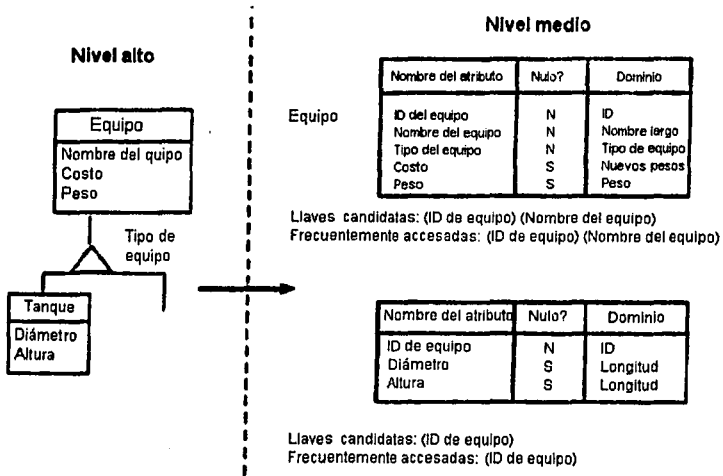 Nivel alto
Equipo
Nombre del quipo
Costo
Peso
Tipo de
equipo
Tanque
Diámetro
Altura
Nivel medio
Equipo
Nombre del atributo Nulo? Dominio
ID del equipo N ID
Nombre del equipo N Nombre lergo
Tipo del equipo N Tipo de equipo
Costo S Nuevos pesos
Peso S Peso
Llaves candidatas: (ID de equipo) (Nombre del equipo)
Frecuentemente accesadas: (ID de equipo) (Nombre del equipo)
Nombre del atributo Nulo? Dominio
ID de equipo N ID
Diámetro S Longitud
Altura S Longitud
Llaves candidatas: (ID de equipo)
Frecuentemente accesadas: (ID de equipo)